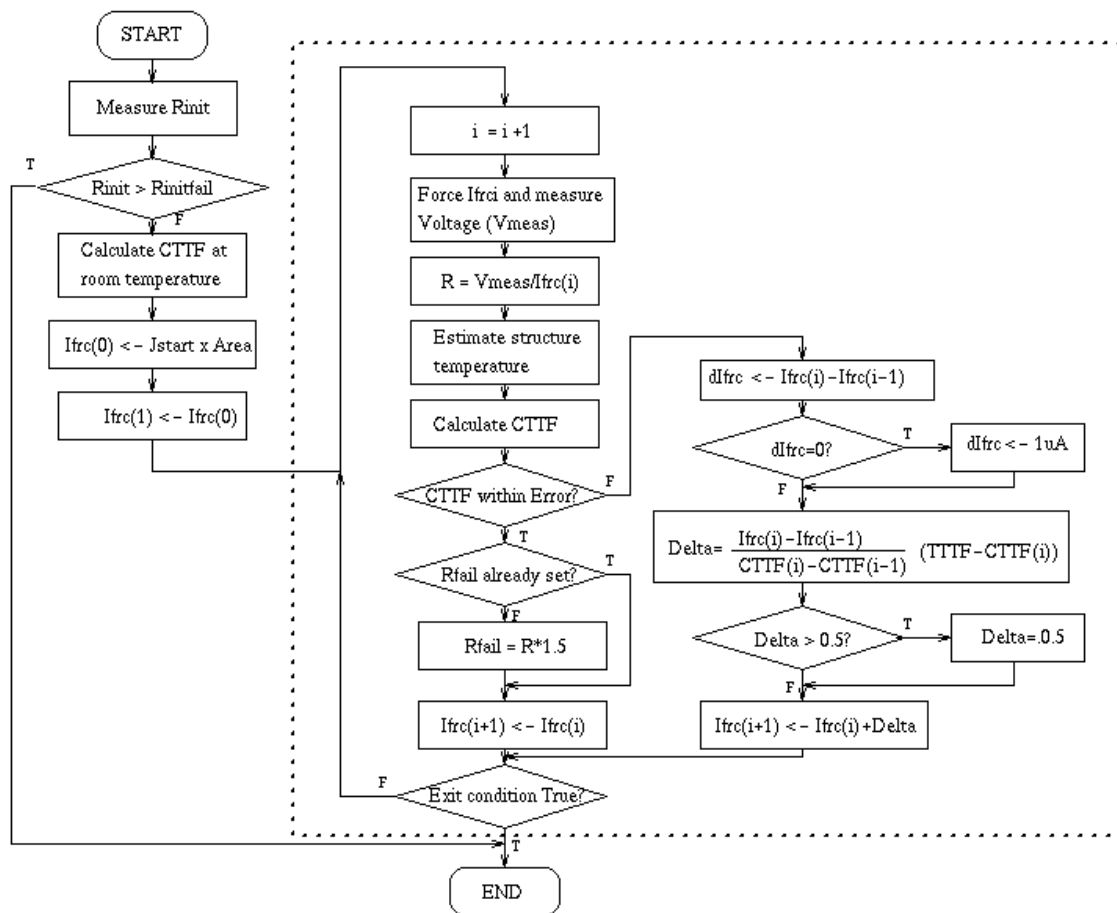 START
Measure Rinit
T
Rinit > Rinitfail
F
Calculate CTTF at
room temperature
Ifrc(0) <- Jstart x Area
Ifrc(1) <- Ifrc(0)
i = i +1
Force Ifrci and measure
Voltage (Vmeas)
R = Vmeas/Ifrc(i)
Estimate structure
temperature
Calculate CTTF
CTTF within Error?
F
T
Rfail already set?
T
F
Rfail = R*1.5
Ifrc(i+1) <- Ifrc(i)
dIfrc <- Ifrc(i)-Ifrc(i-1)
dIfrc=0?
T
dIfrc <- 1uA
F
Delta= Ifrc(i)-Ifrc(i-1)
CTTF(i)-CTTF(i-1)
(TTTF-CTTF(i))
Delta > 0.5?
T
Delta=.0.5
F
Ifrc(i+1) <- Ifrc(i)+Delta
F
Exit condition True?
T
END